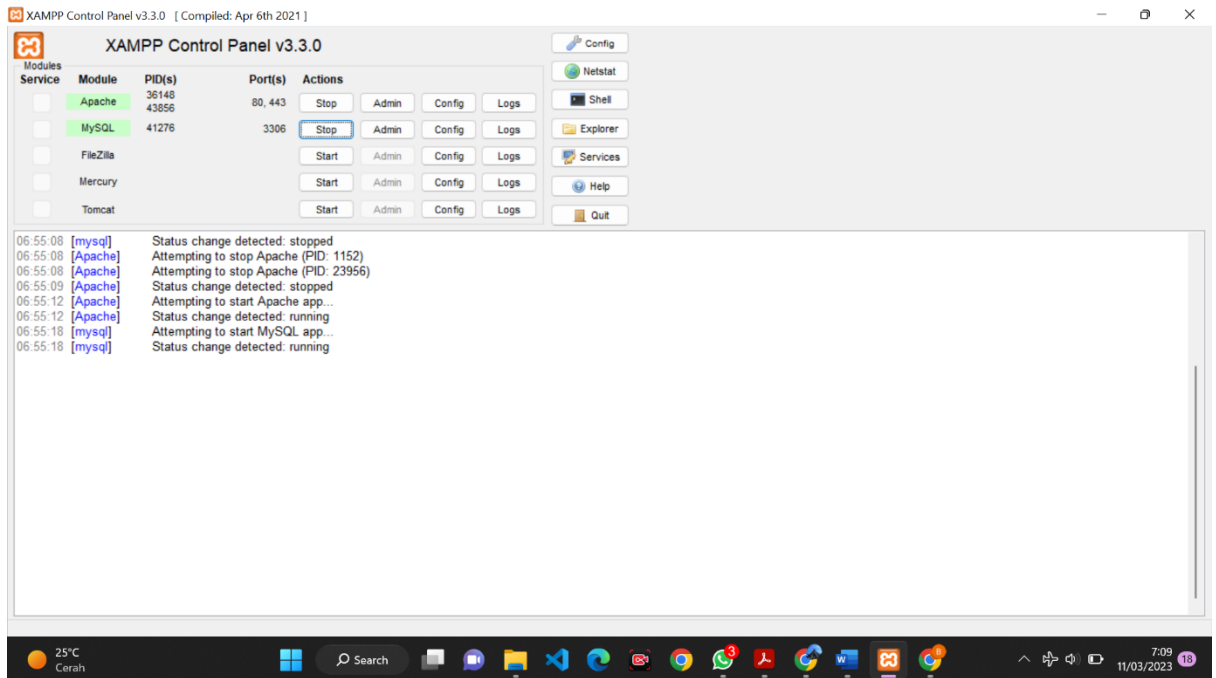 XAMPP Control Panel v3.3.0 [ Compiled: Apr 6th 2021 ]
XAMPP Control Panel v3.3.0
Config
Modules
Service Module PID(s) Port(s) Actions
Netstat
Apache 36148 43856 80, 443 Stop Admin Config Logs
Shell
MySQL 41276 3306 Stop Admin Config Logs
Explorer
FileZilla Start Admin Config Logs
Services
Mercury Start Admin Config Logs
Help
Tomcat Start Admin Config Logs
Quit
06:55:08 [mysql] Status change detected: stopped
06:55:08 [Apache] Attempting to stop Apache (PID: 1152)
06:55:08 [Apache] Attempting to stop Apache (PID: 23956)
06:55:09 [Apache] Status change detected: stopped
06:55:12 [Apache] Attempting to start Apache app...
06:55:12 [Apache] Status change detected: running
06:55:18 [mysql] Attempting to start MySQL app...
06:55:18 [mysql] Status change detected: running
25°C
Cerah
Search
3
8
7:09
11/03/2023
18